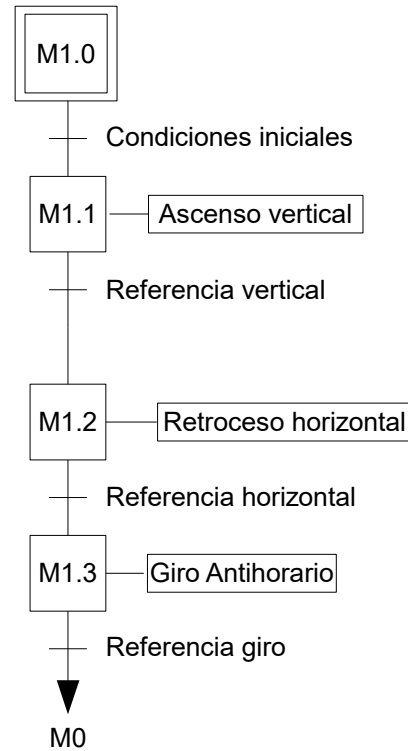 M1.0
Condiciones iniciales
M1.1
Ascenso vertical
Referencia vertical
M1.2
Retroceso horizontal
Referencia horizontal
M1.3
Giro Antihorario
Referencia giro
M0